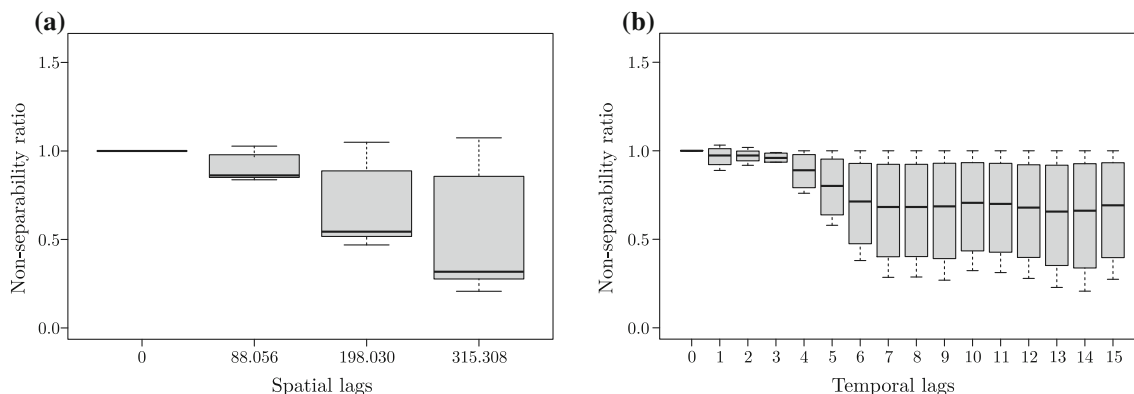 (a)
Non-separability ratio
1.5
1.0
0.5
0.0
0 88.056 198.030 315.308
Spatial lags
(b)
Non-separability ratio
1.5
1.0
0.5
0.0
0 1 2 3 4 5 6 7 8 9 10 11 12 13 14 15
Temporal lags